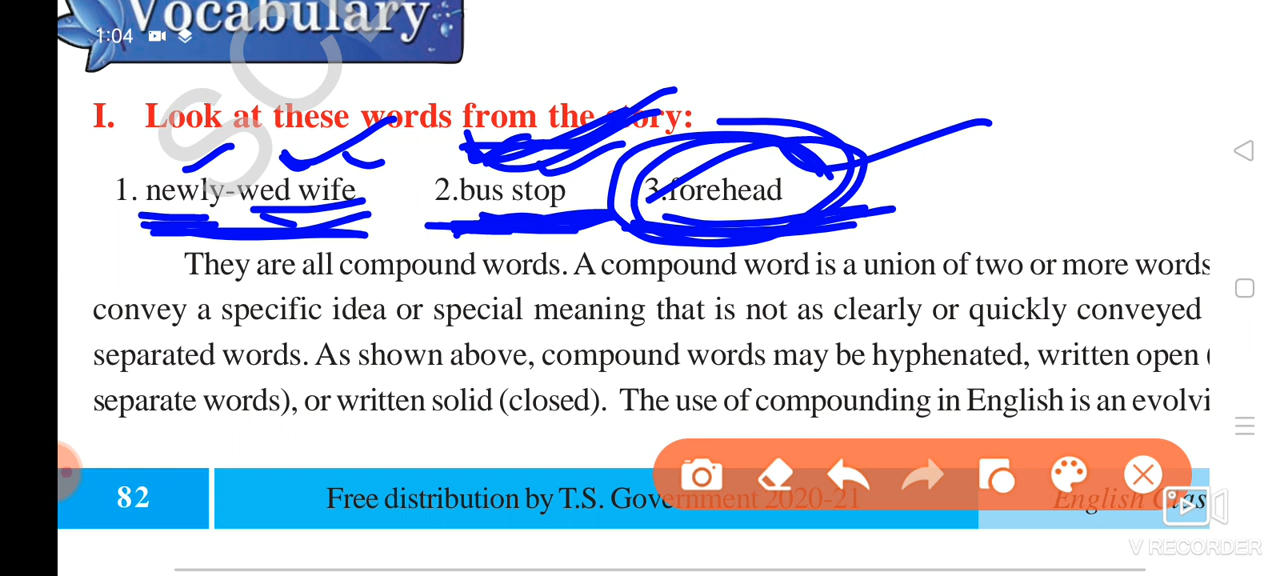 Vocabulary
1:04
I. Look at these words from the story:
1. newly-wed wife 2.bus stop 3.forehead
They are all compound words. A compound word is a union of two or more words
convey a specific idea or special meaning that is not as clearly or quickly conveyed
separated words. As shown above, compound words may be hyphenated, written open (
separate words), or written solid (closed). The use of compounding in English is an
82 Free distribution by T.S. Government 2020-21 English
V RECORDER